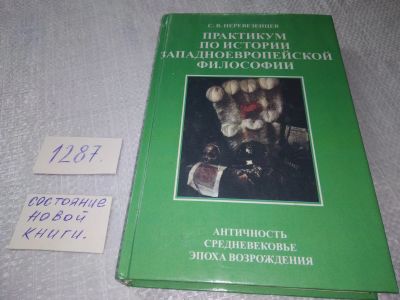 С. В. ПЕРЕВЕЗЕНЦЕВ
ПРАКТИКУМ
ПО ИСТОРИИ
ЗАПАДНОЕВРОПЕЙСКОЙ
ФИЛОСОФИИ
АНТИЧНОСТЬ
СРЕДНЕВЕКОВЬЕ
ЭПОХА ВОЗРОЖДЕНИЯ
1287.
СОСТОЯНИЕ
НОВОЙ
КНИГИ.